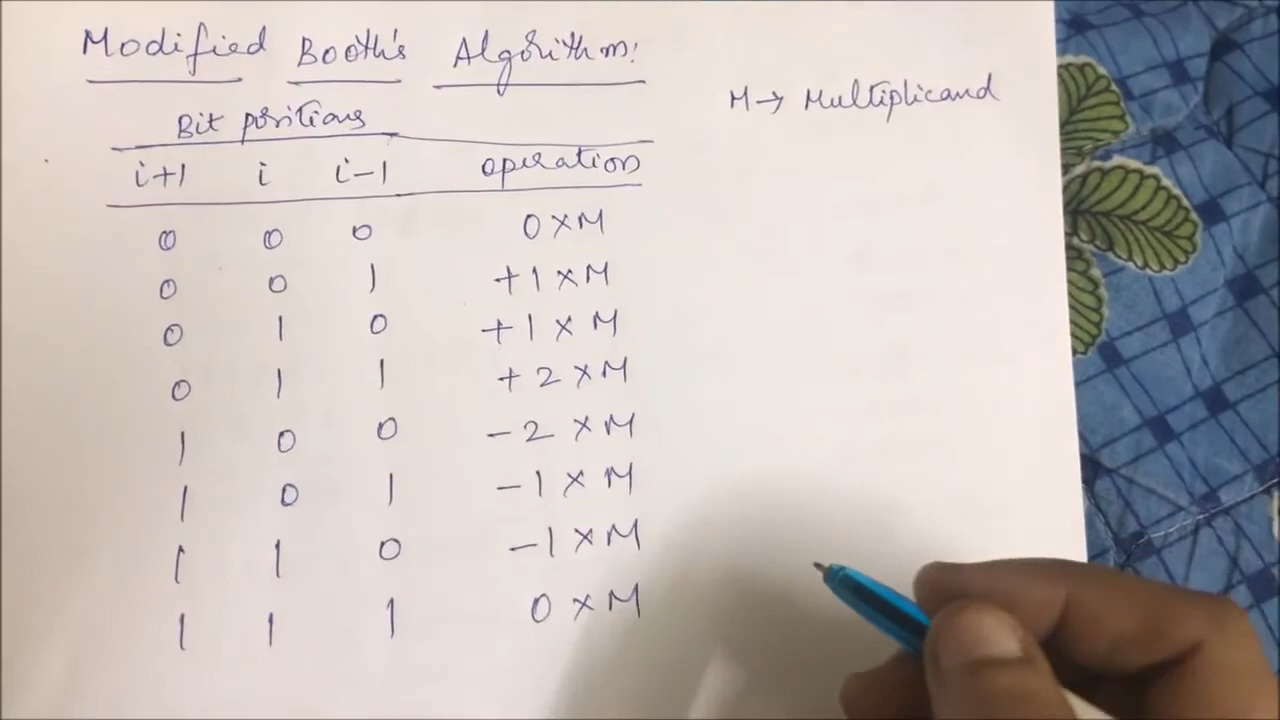 Modified Booth's Algorithm:
M → Multiplicand
Bit positions
i+1 i i-1 operation
0 0 0 0 × M
0 0 1 +1 × M
0 1 0 +1 × M
0 1 1 +2 × M
1 0 0 -2 × M
1 0 1 -1 × M
1 1 0 -1 × M
1 1 1 0 × M